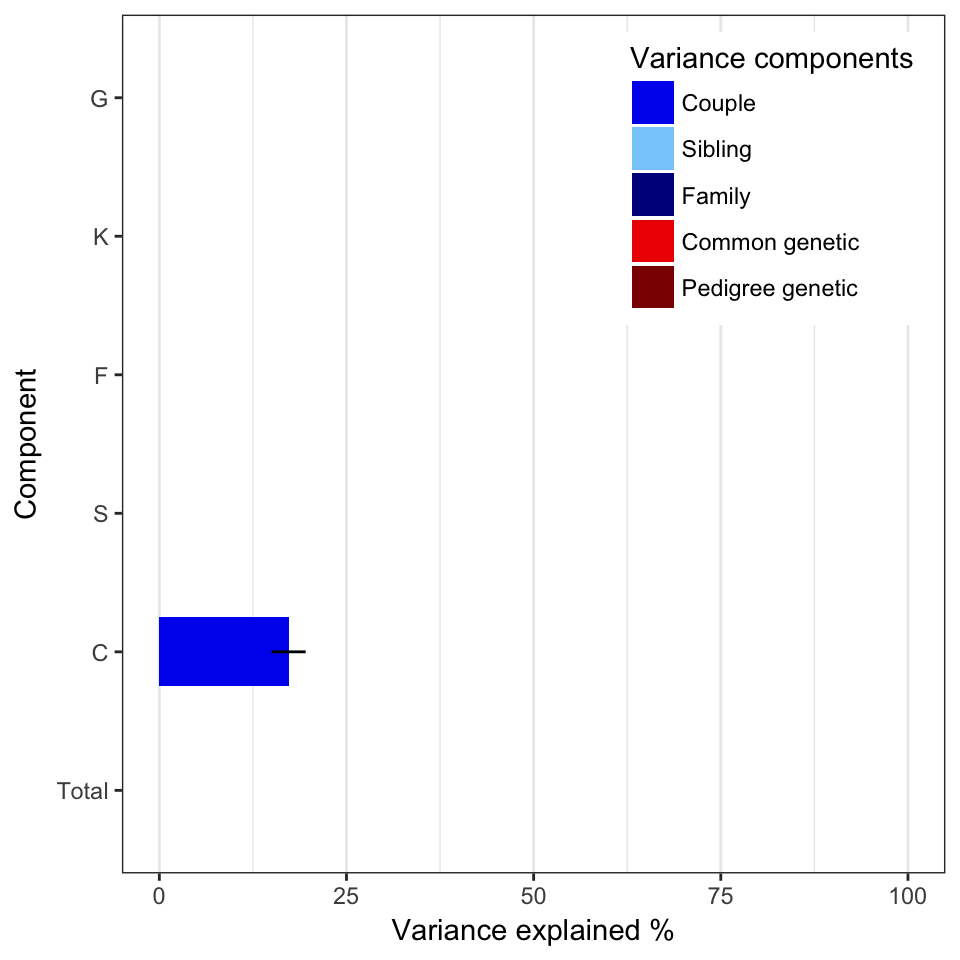 Variance components
Couple
Sibling
Family
Common genetic
Pedigree genetic
G
K
F
S
C
Total
Component
0 25 50 75 100
Variance explained %